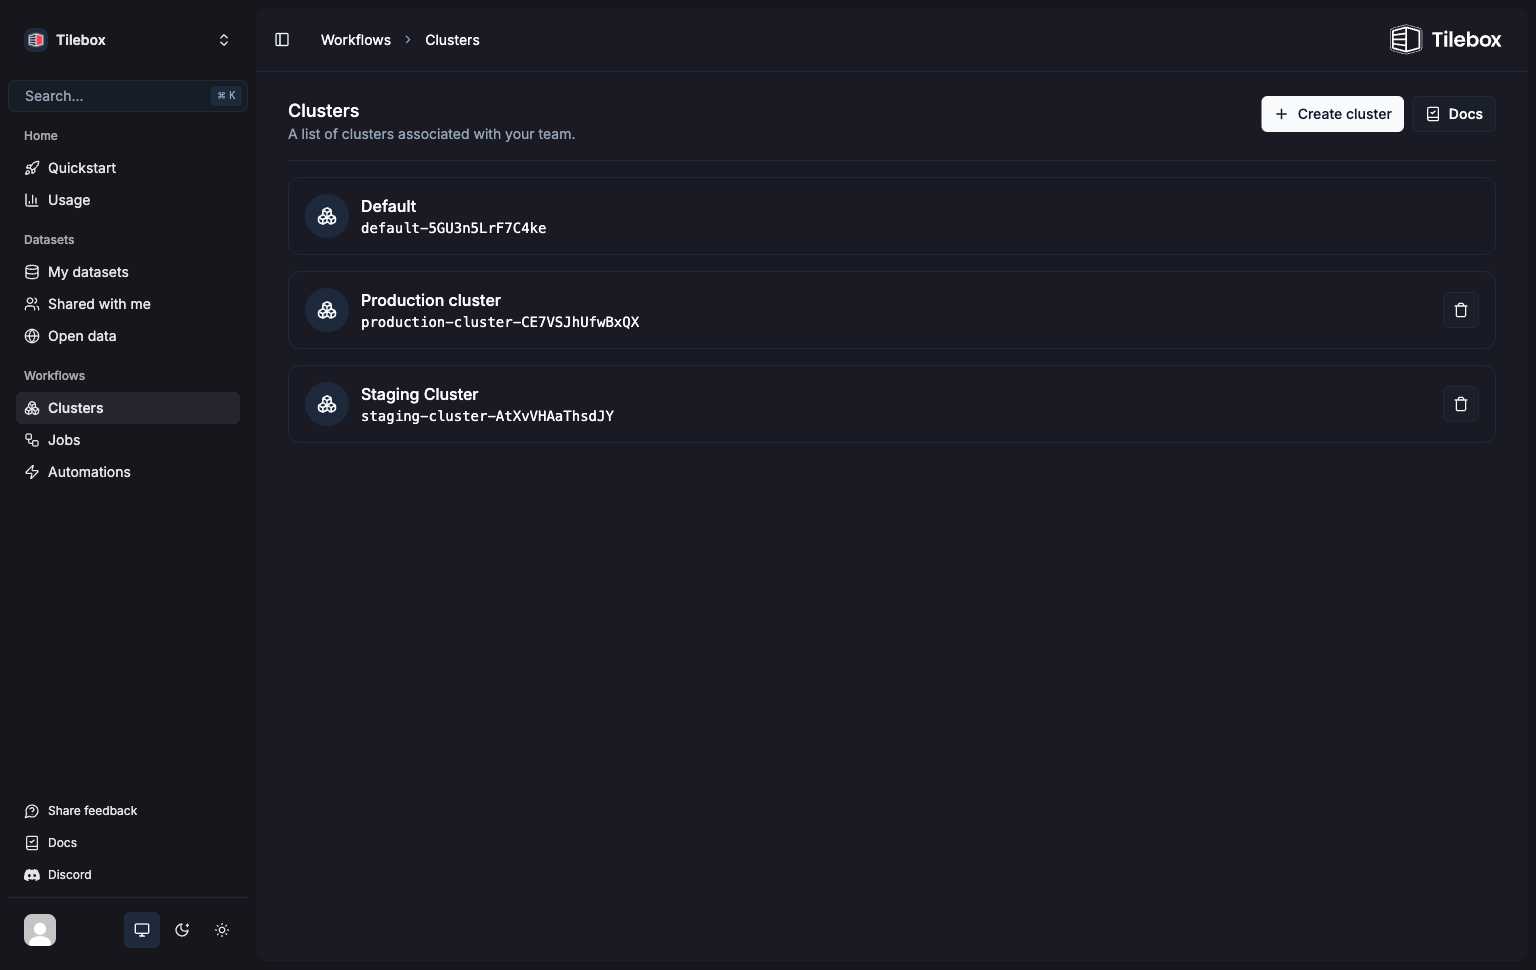 Tilebox
Search...
⌘ K
Home
Quickstart
Usage
Datasets
My datasets
Shared with me
Open data
Workflows
Clusters
Jobs
Automations
Share feedback
Docs
Discord
Workflows > Clusters
Tilebox
Clusters
A list of clusters associated with your team.
+ Create cluster
Docs
Default
default-5GU3n5LrF7C4ke
Production cluster
production-cluster-CE7VSJhUfwBxQX
Staging Cluster
staging-cluster-AtXvVHAaThsdJY